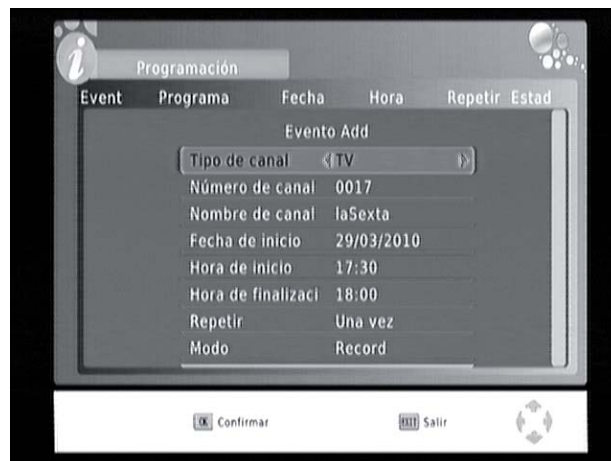 Programación
Event Programa Fecha Hora Repetir Estad
Evento Add
Tipo de canal TV
Número de canal 0017
Nombre de canal laSexta
Fecha de inicio 29/03/2010
Hora de inicio 17:30
Hora de finalizaci 18:00
Repetir Una vez
Modo Record
OK Confirmar EXIT Salir